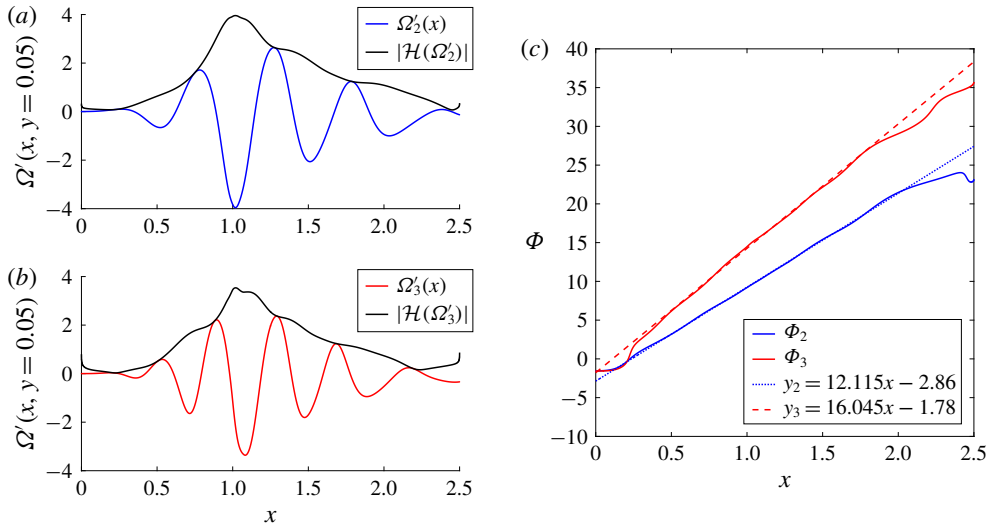 (a)
4
2
0
−2
−4
Ω′(x, y = 0.05)
Ω′₂(x)
|ℋ(Ω′₂)|
0 0.5 1.0 1.5 2.0 2.5
(b)
4
2
0
−2
−4
Ω′(x, y = 0.05)
Ω′₃(x)
|ℋ(Ω′₃)|
0 0.5 1.0 1.5 2.0 2.5
x
(c)
40
35
30
25
20
15
10
5
0
−5
−10
Φ
Φ₂
Φ₃
y₂ = 12.115x − 2.86
y₃ = 16.045x − 1.78
0 0.5 1.0 1.5 2.0 2.5
x